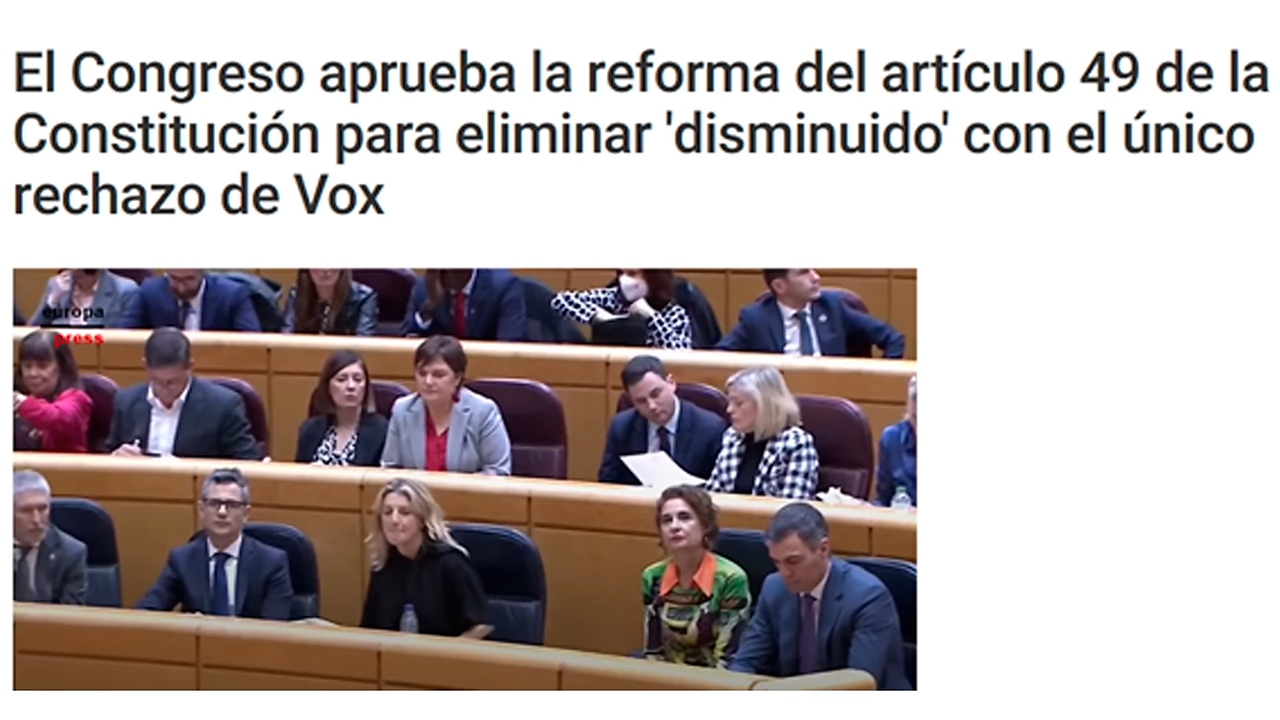 El Congreso aprueba la reforma del artículo 49 de la
Constitución para eliminar 'disminuido' con el único
rechazo de Vox
europa
press